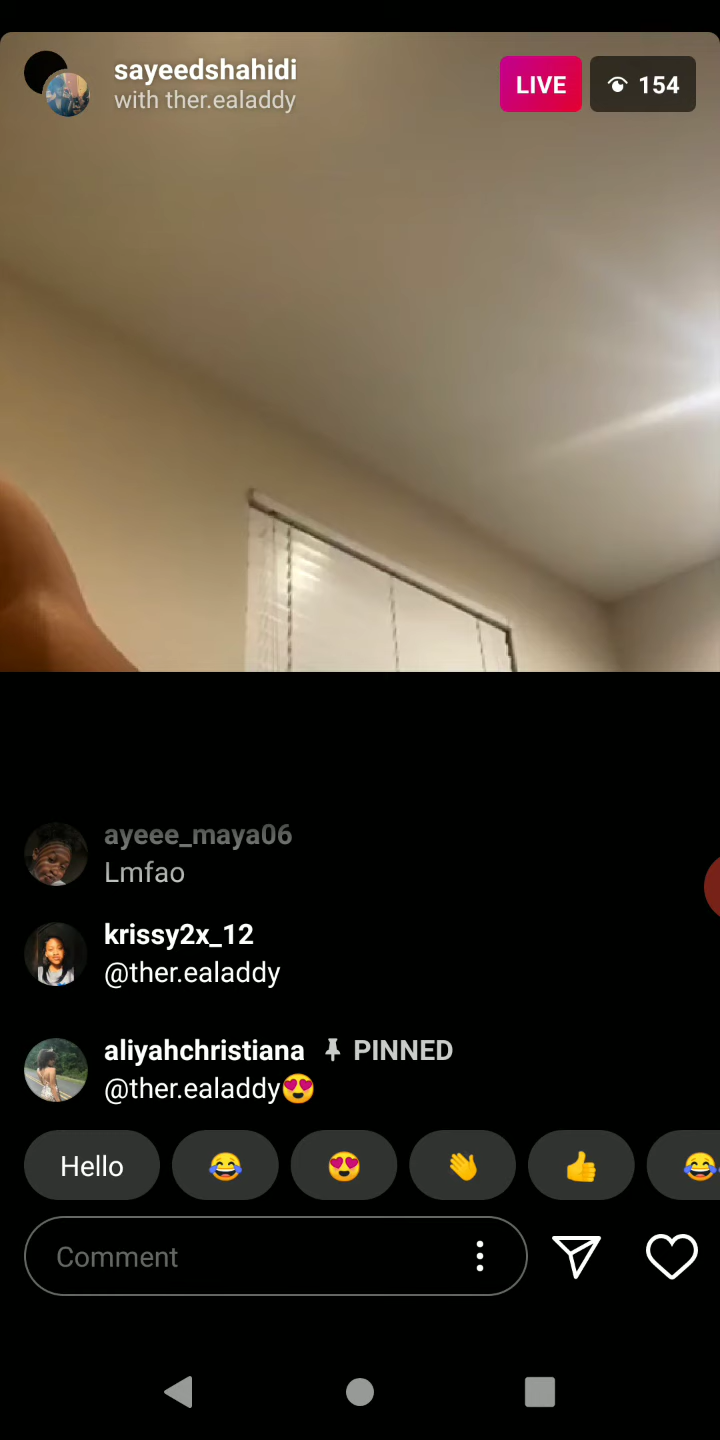 sayeedshahidi
with ther.ealaddy
LIVE
154
ayeee_maya06
Lmfao
krissy2x_12
@ther.ealaddy
aliyahchristiana PINNED
@ther.ealaddy😍
Hello 😂 😍 👋 👍 😂
Comment